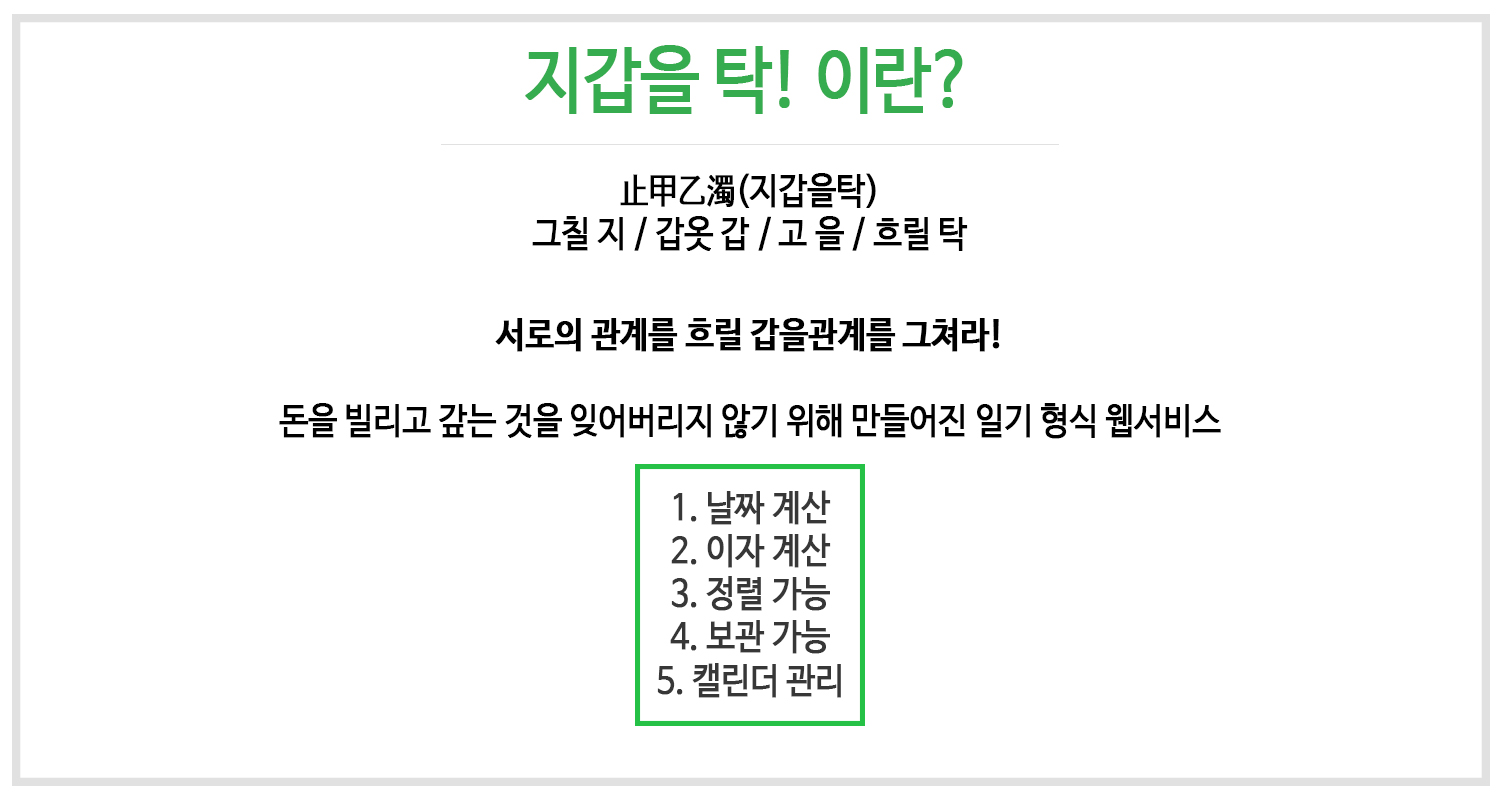 지갑을 탁! 이란?
止甲乙濁(지갑을탁)
그칠 지 / 갑옷 갑 / 고 을 / 흐릴 탁
서로의 관계를 흐릴 갑을관계를 그쳐라!
돈을 빌리고 갚는 것을 잊어버리지 않기 위해 만들어진 일기 형식 웹서비스
1. 날짜 계산
2. 이자 계산
3. 정렬 가능
4. 보관 가능
5. 캘린더 관리